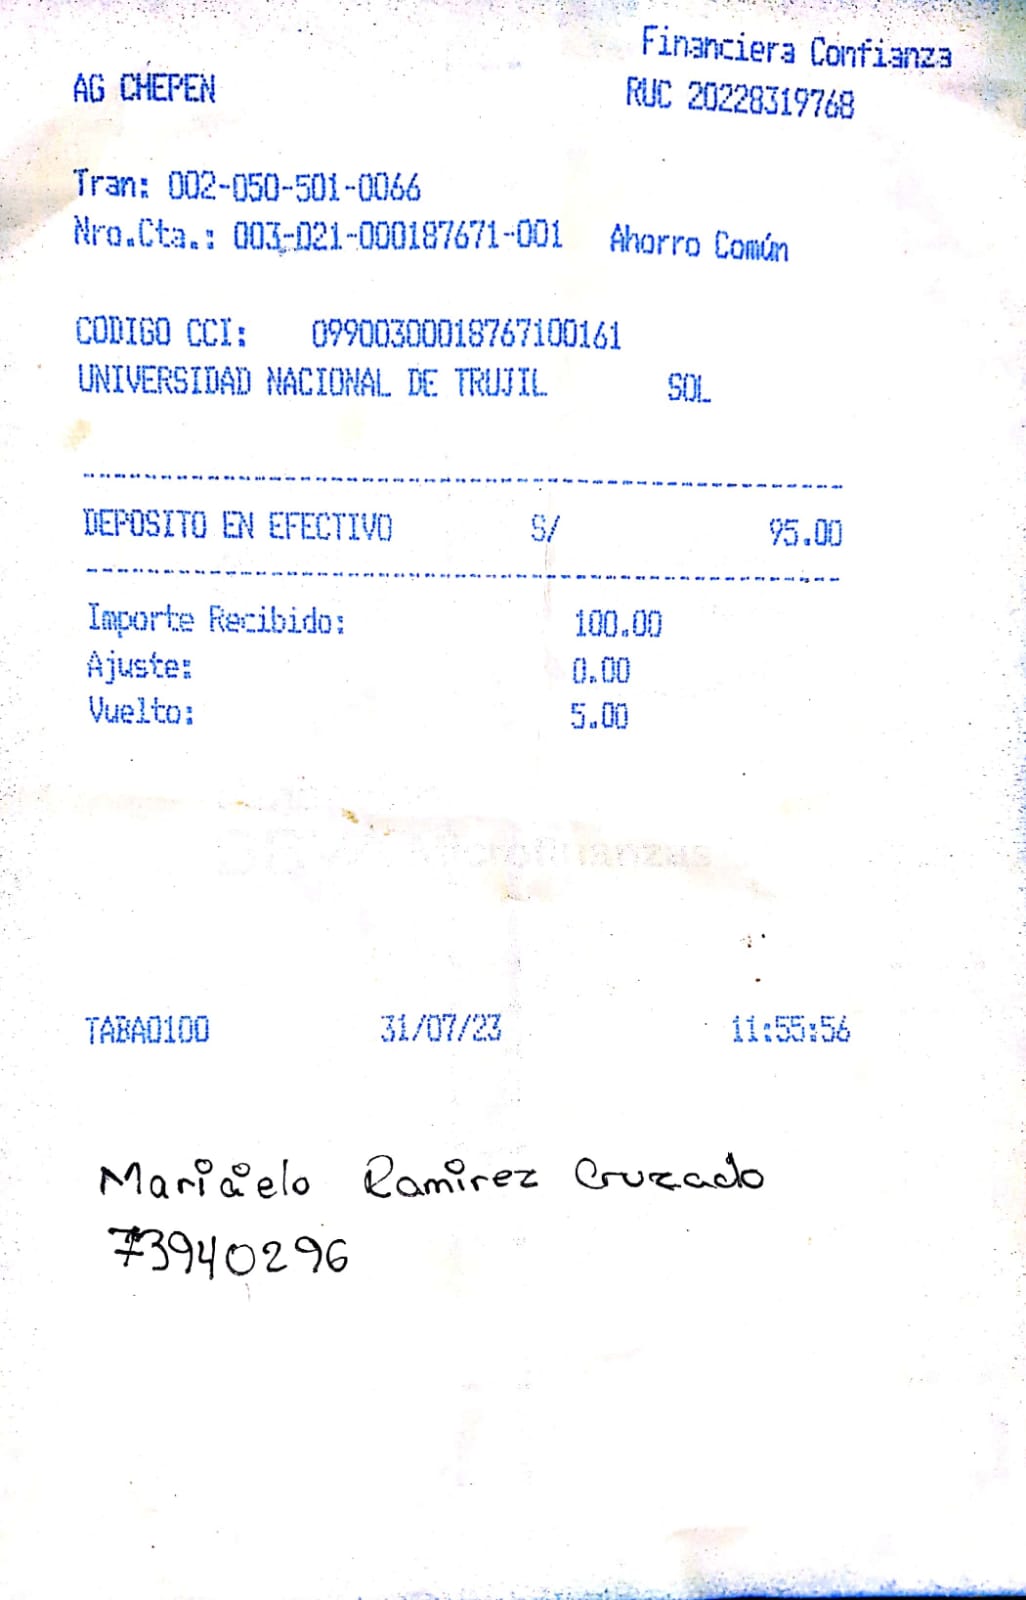 Financiera Confianza
AG CHEPEN
RUC 20228319768
Tran: 002-050-501-0066
Nro.Cta.: 003-021-000187671-001 Ahorro Común
CODIGO CCI: 09900300018767100161
UNIVERSIDAD NACIONAL DE TRUJIL SOL
DEPOSITO EN EFECTIVO S/ 95.00
Importe Recibido: 100.00
Ajuste: 0.00
Vuelto: 5.00
Microfinanzas
TABA0100 31/07/23 11:55:56
Maricielo Ramirez Cruzado
73940296